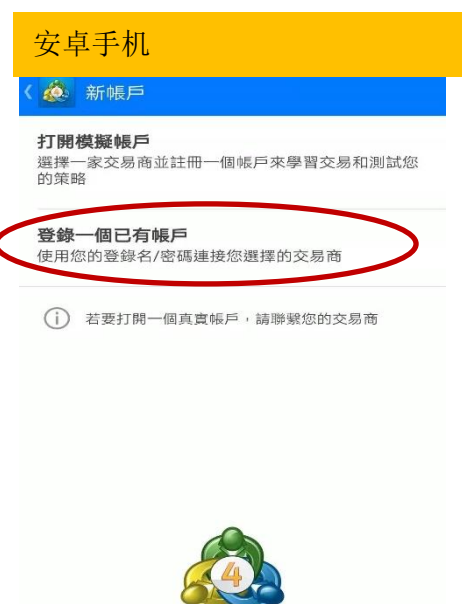 安卓手机
新帳戶
打開模擬帳戶
選擇一家交易商並註冊一個帳戶來學習交易和測試您
的策略
登錄一個已有帳戶
使用您的登錄名/密碼連接您選擇的交易商
若要打開一個真實帳戶，請聯繫您的交易商
4